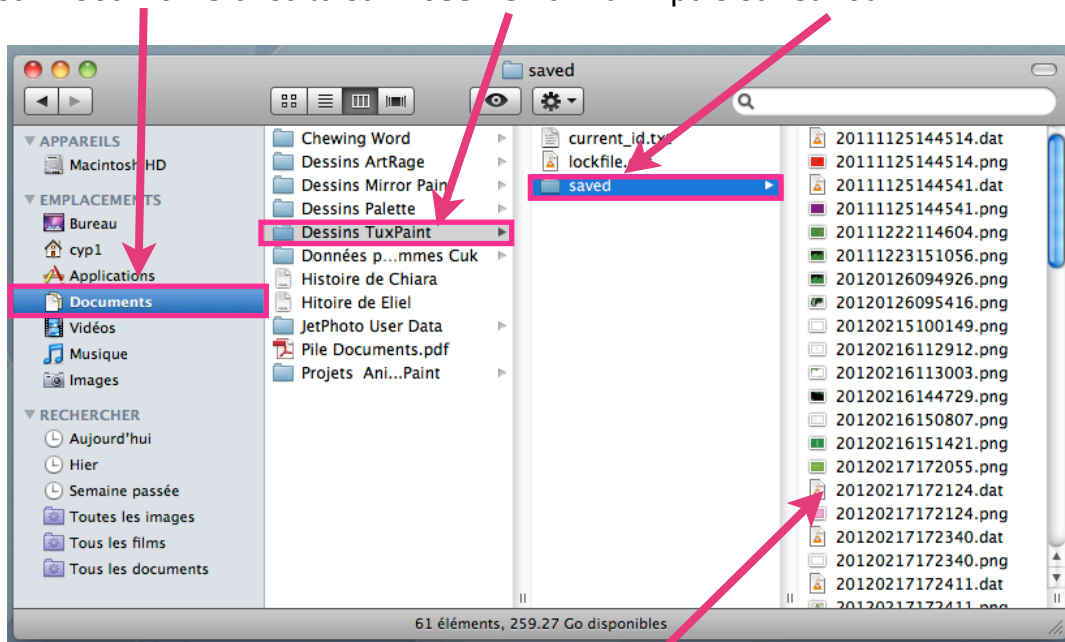 saved
APPAREILS
Macintosh HD
EMPLACEMENTS
Bureau
cyp1
Applications
Documents
Vidéos
Musique
Images
RECHERCHER
Aujourd'hui
Hier
Semaine passée
Toutes les images
Tous les films
Tous les documents
Chewing Word
Dessins ArtRage
Dessins Mirror Pain
Dessins Palette
Dessins TuxPaint
Données p...mmes Cuk
Histoire de Chiara
Hitoire de Eliel
JetPhoto User Data
Pile Documents.pdf
Projets Ani...Paint
current_id.txt
saved
20111125144514.dat
20111125144514.png
20111125144541.dat
20111125144541.png
20111222114604.png
20111223151056.png
20120126094926.png
20120126095416.png
20120215100149.png
20120216112912.png
20120216113003.png
20120216144729.png
20120216150807.png
20120216151421.png
20120217172055.png
20120217172124.dat
20120217172124.png
20120217172340.dat
20120217172340.png
20120217172411.dat
20120217172411.png
61 éléments, 259.27 Go disponibles